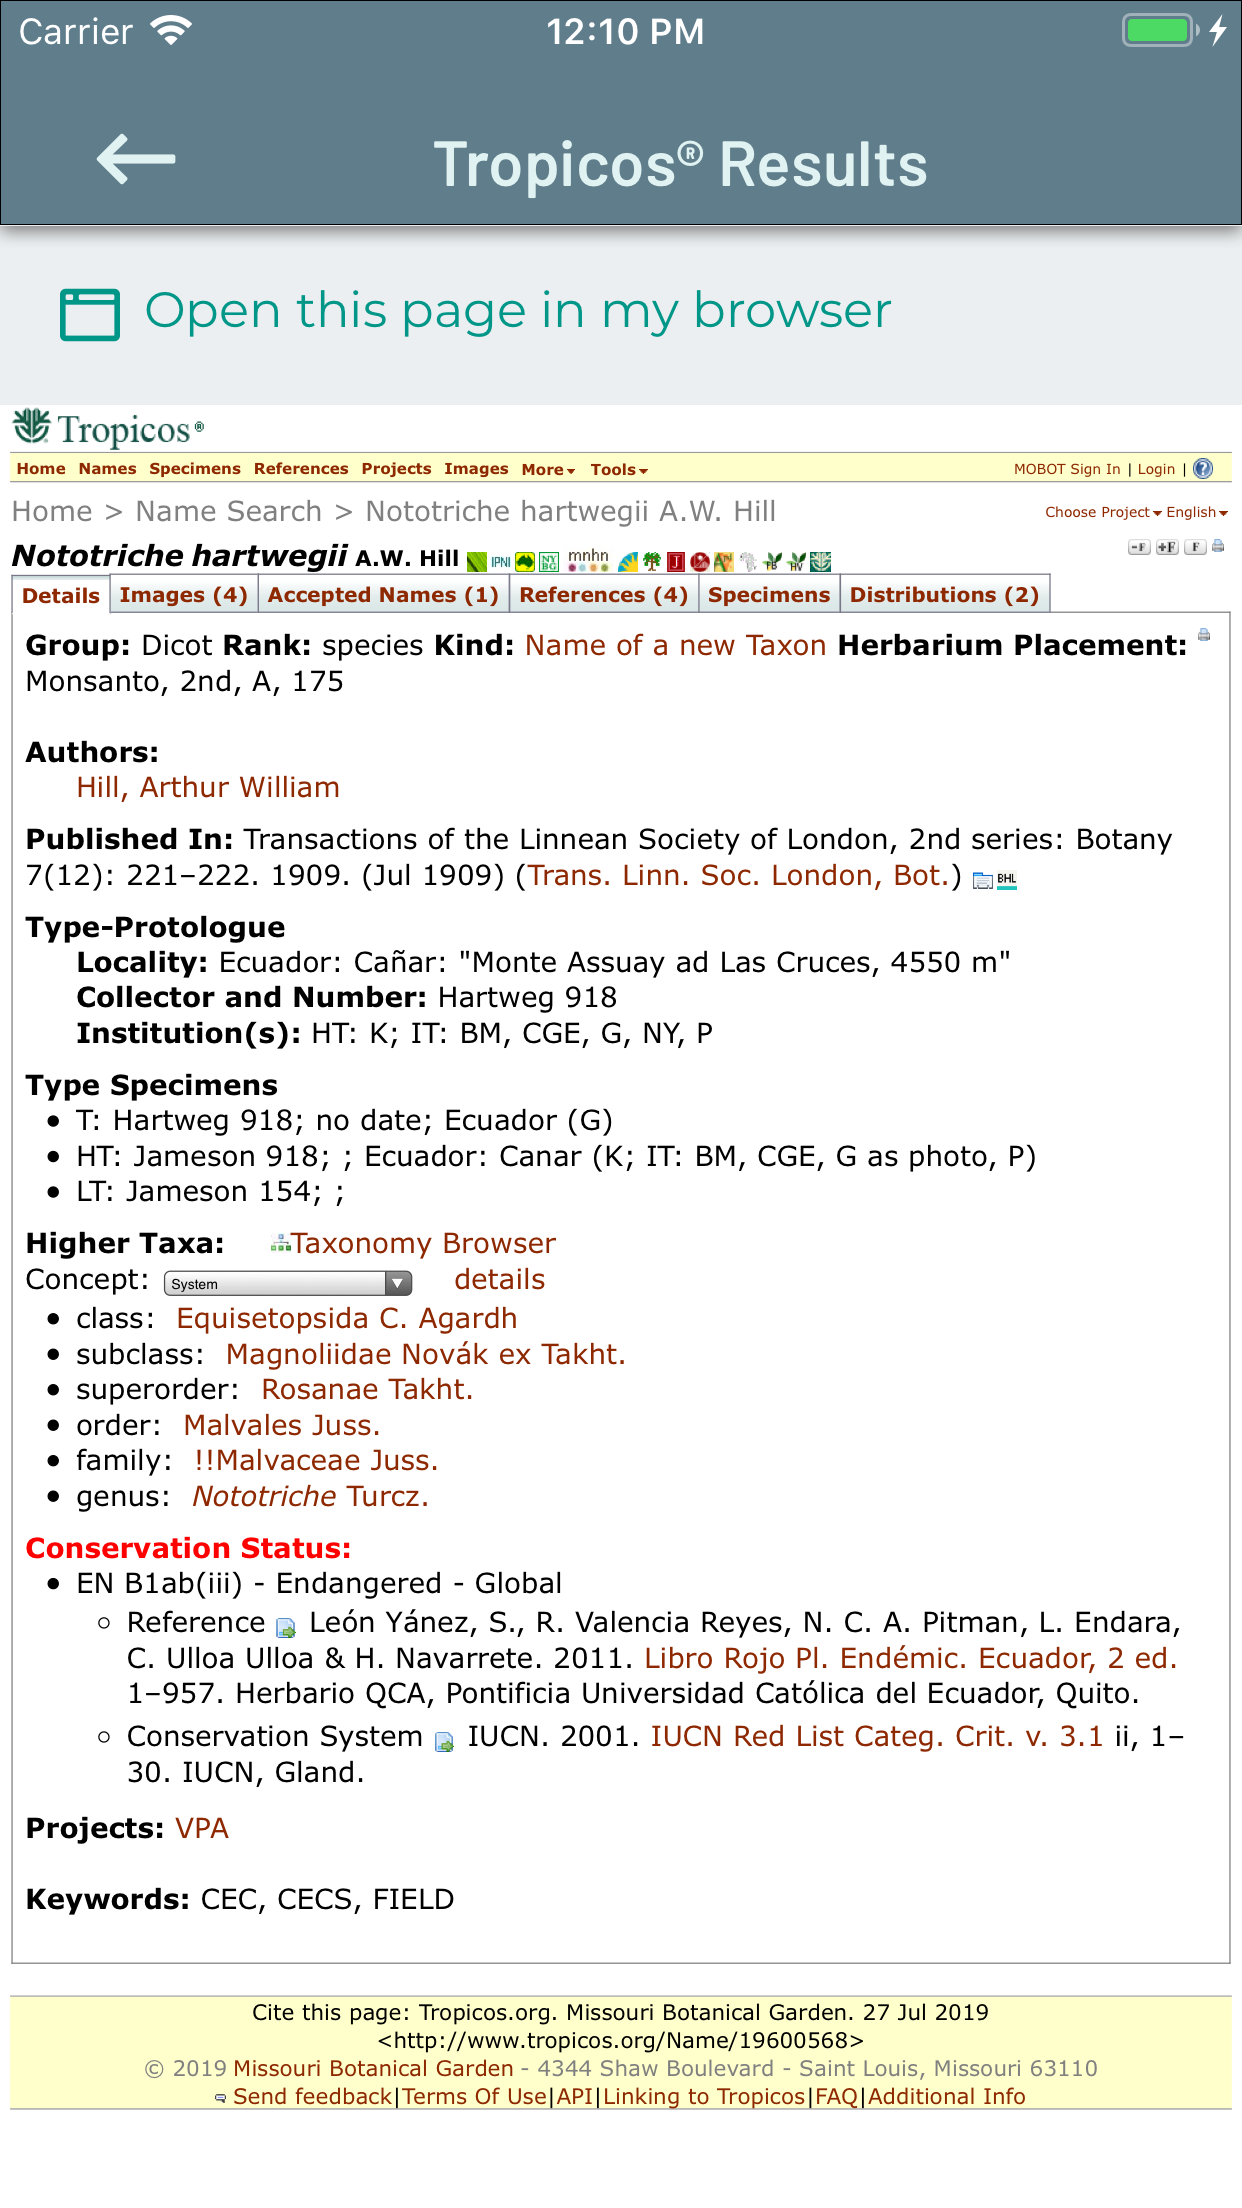 Carrier 12:10 PM
Tropicos® Results
Open this page in my browser
Tropicos®
Home Names Specimens References Projects Images More Tools MOBOT Sign In | Login | ?
Home > Name Search > Nototriche hartwegii A.W. Hill Choose Project English
Nototriche hartwegii A.W. Hill IPNI NY BG mnhn J FB HV -F +F F
Details Images (4) Accepted Names (1) References (4) Specimens Distributions (2)
Group: Dicot Rank: species Kind: Name of a new Taxon Herbarium Placement:
Monsanto, 2nd, A, 175
Authors:
Hill, Arthur William
Published In: Transactions of the Linnean Society of London, 2nd series: Botany
7(12): 221–222. 1909. (Jul 1909) (Trans. Linn. Soc. London, Bot.) BHL
Type-Protologue
Locality: Ecuador: Cañar: "Monte Assuay ad Las Cruces, 4550 m"
Collector and Number: Hartweg 918
Institution(s): HT: K; IT: BM, CGE, G, NY, P
Type Specimens
• T: Hartweg 918; no date; Ecuador (G)
• HT: Jameson 918; ; Ecuador: Canar (K; IT: BM, CGE, G as photo, P)
• LT: Jameson 154; ;
Higher Taxa: Taxonomy Browser
Concept: System details
• class: Equisetopsida C. Agardh
• subclass: Magnoliidae Novák ex Takht.
• superorder: Rosanae Takht.
• order: Malvales Juss.
• family: !!Malvaceae Juss.
• genus: Nototriche Turcz.
Conservation Status:
• EN B1ab(iii) - Endangered - Global
○ Reference León Yánez, S., R. Valencia Reyes, N. C. A. Pitman, L. Endara,
C. Ulloa Ulloa & H. Navarrete. 2011. Libro Rojo Pl. Endémic. Ecuador, 2 ed.
1–957. Herbario QCA, Pontificia Universidad Católica del Ecuador, Quito.
○ Conservation System IUCN. 2001. IUCN Red List Categ. Crit. v. 3.1 ii, 1–
30. IUCN, Gland.
Projects: VPA
Keywords: CEC, CECS, FIELD
Cite this page: Tropicos.org. Missouri Botanical Garden. 27 Jul 2019
<http://www.tropicos.org/Name/19600568>
© 2019 Missouri Botanical Garden - 4344 Shaw Boulevard - Saint Louis, Missouri 63110
Send feedback|Terms Of Use|API|Linking to Tropicos|FAQ|Additional Info